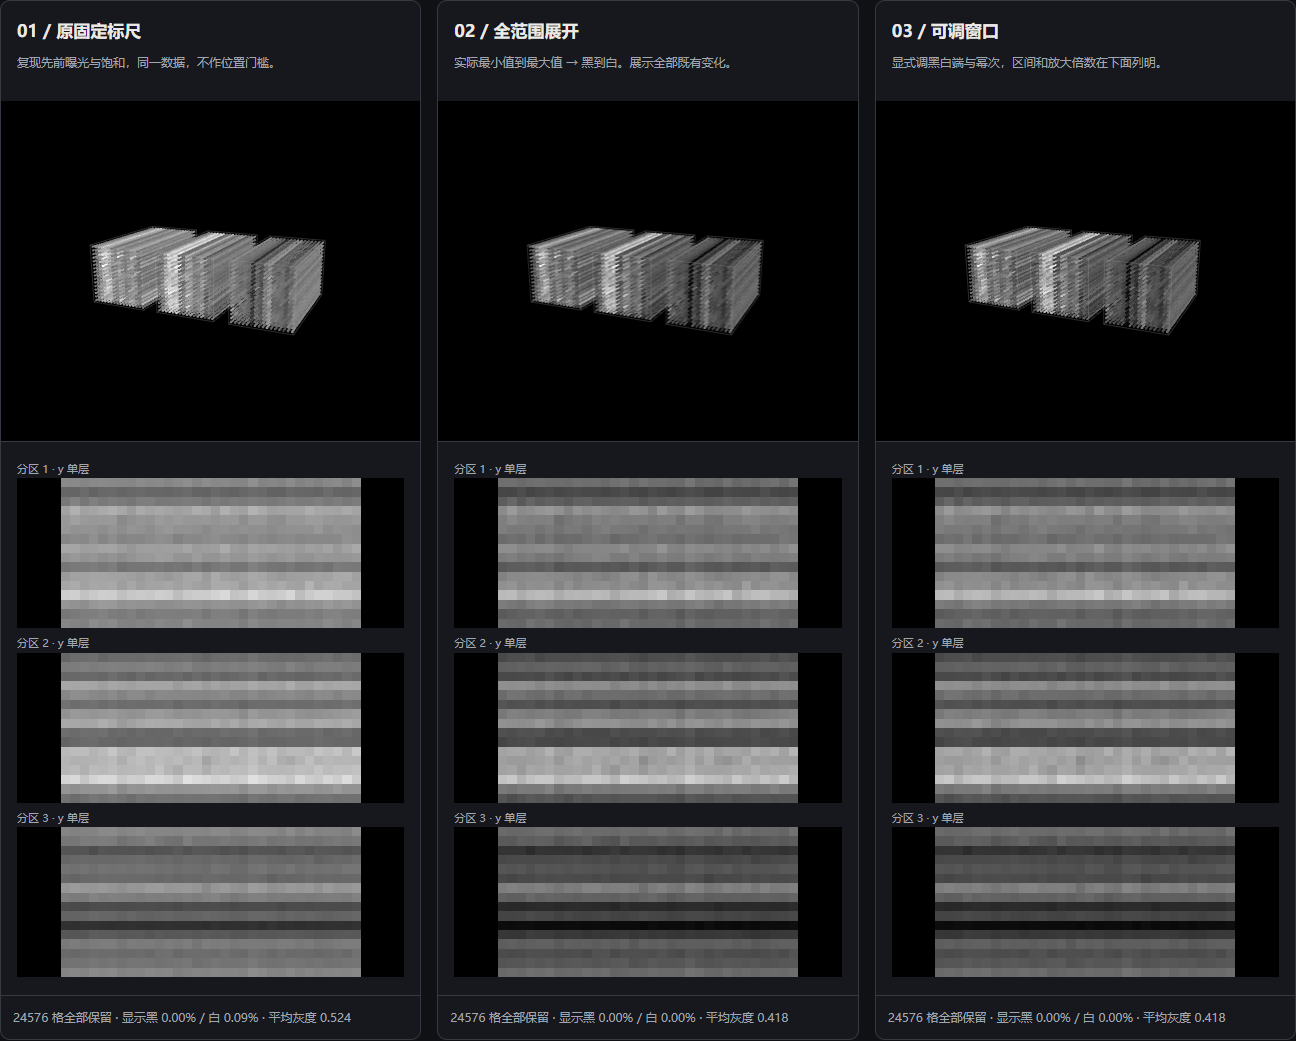 01 / 原固定标尺
复现先前曝光与饱和，同一数据，不作位置门槛。
分区 1 · y 单层
分区 2 · y 单层
分区 3 · y 单层
24576 格全部保留 · 显示黑 0.00% / 白 0.09% · 平均灰度 0.524
02 / 全范围展开
实际最小值到最大值 → 黑到白。展示全部既有变化。
分区 1 · y 单层
分区 2 · y 单层
分区 3 · y 单层
24576 格全部保留 · 显示黑 0.00% / 白 0.00% · 平均灰度 0.418
03 / 可调窗口
显式调黑白端与幂次，区间和放大倍数在下面列明。
分区 1 · y 单层
分区 2 · y 单层
分区 3 · y 单层
24576 格全部保留 · 显示黑 0.00% / 白 0.00% · 平均灰度 0.418